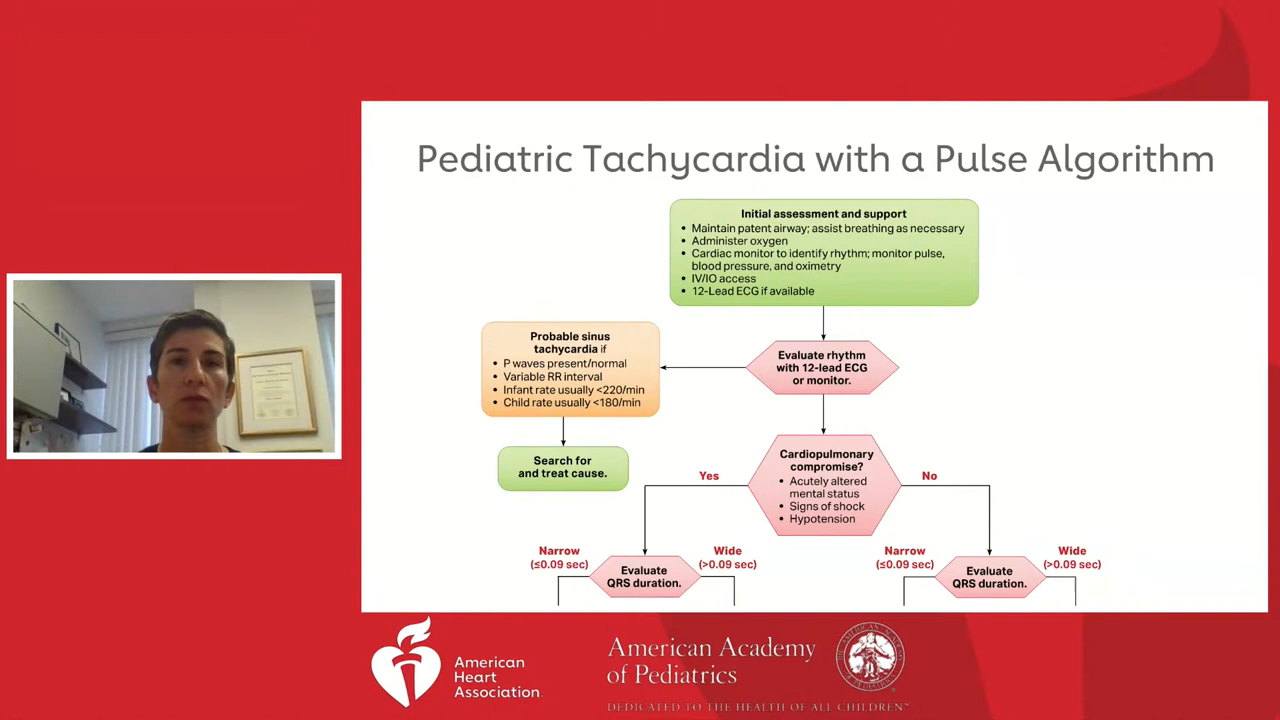 Pediatric Tachycardia with a Pulse Algorithm
Initial assessment and support
• Maintain patent airway; assist breathing as necessary
• Administer oxygen
• Cardiac monitor to identify rhythm; monitor pulse,
blood pressure, and oximetry
• IV/IO access
• 12-Lead ECG if available
Probable sinus
tachycardia if
• P waves present/normal
• Variable RR interval
• Infant rate usually <220/min
• Child rate usually <180/min
Evaluate rhythm
with 12-lead ECG
or monitor.
Search for
and treat cause.
Cardiopulmonary
compromise?
• Acutely altered
mental status
• Signs of shock
• Hypotension
Yes
No
Narrow
(≤0.09 sec)
Evaluate
QRS duration.
Wide
(>0.09 sec)
Narrow
(≤0.09 sec)
Evaluate
QRS duration.
Wide
(>0.09 sec)
American
Heart
Association
American Academy
of Pediatrics
DEDICATED TO THE HEALTH OF ALL CHILDREN™